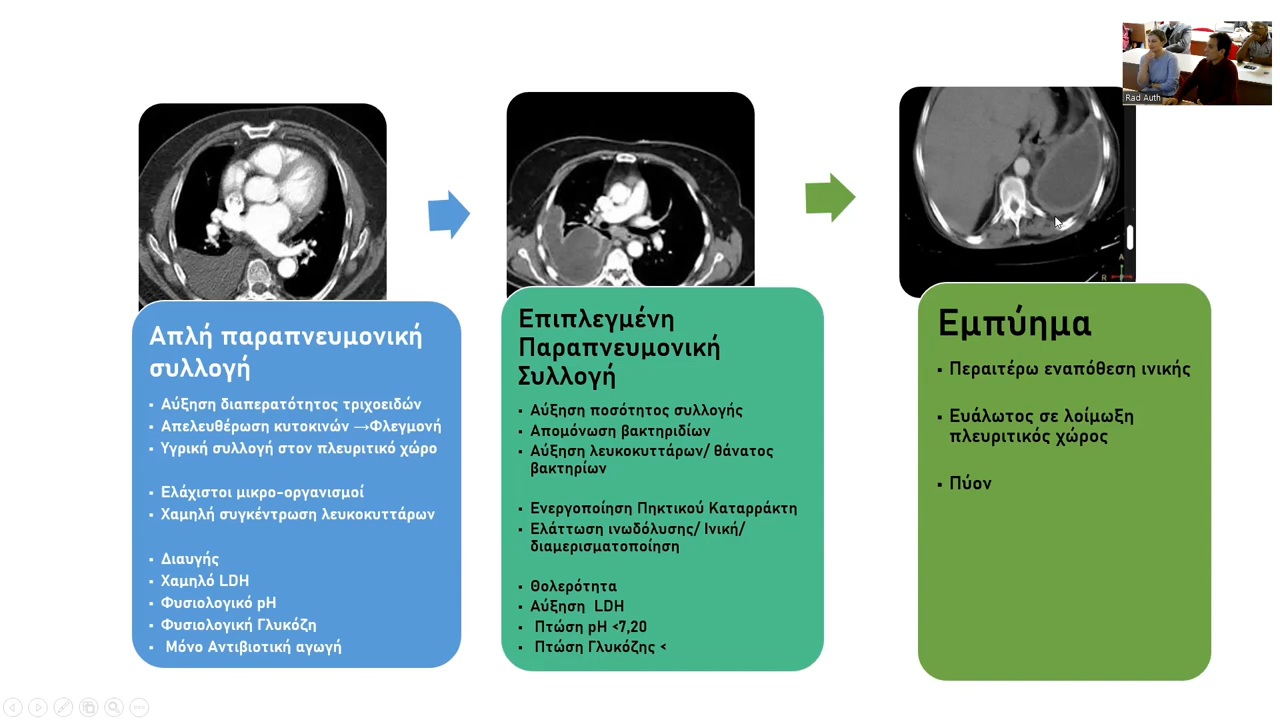 Rad Auth
A
R
Απλή παραπνευμονική
συλλογή
▪ Αύξηση διαπερατότητος τριχοειδών
▪ Απελευθέρωση κυτοκινών →Φλεγμονή
▪ Υγρική συλλογή στον πλευριτικό χώρο
▪ Ελάχιστοι μικρο-οργανισμοί
▪ Χαμηλή συγκέντρωση λευκοκυττάρων
▪ Διαυγής
▪ Χαμηλό LDH
▪ Φυσιολογικό pH
▪ Φυσιολογική Γλυκόζη
▪ Μόνο Αντιβιοτική αγωγή
Επιπλεγμένη
Παραπνευμονική
Συλλογή
▪ Αύξηση ποσότητος συλλογής
▪ Απομόνωση βακτηριδίων
▪ Αύξηση λευκοκυττάρων/ θάνατος
βακτηρίων
▪ Ενεργοποίηση Πηκτικού Καταρράκτη
▪ Ελάττωση ινωδόλυσης/ Ινική/
διαμερισματοποίηση
▪ Θολερότητα
▪ Αύξηση LDH
▪ Πτώση pH <7,20
▪ Πτώση Γλυκόζης <
Εμπύημα
▪ Περαιτέρω εναπόθεση ινικής
▪ Ευάλωτος σε λοίμωξη
πλευριτικός χώρος
▪ Πύον